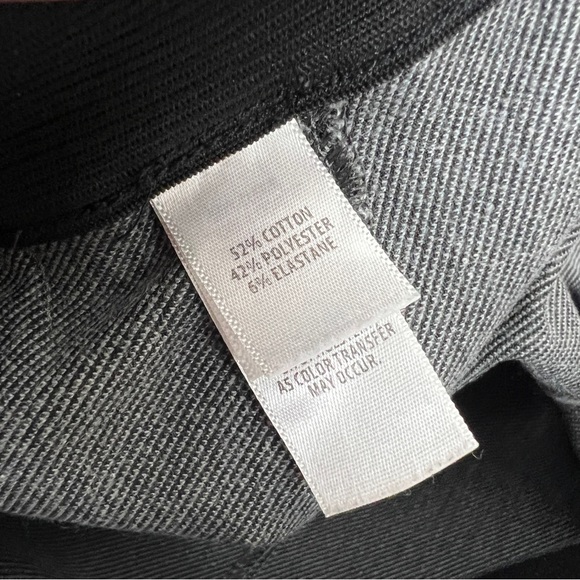 52% COTTON
42% POLYESTER
6% ELASTANE
AS COLOR TRANSFER
MAY OCCUR.